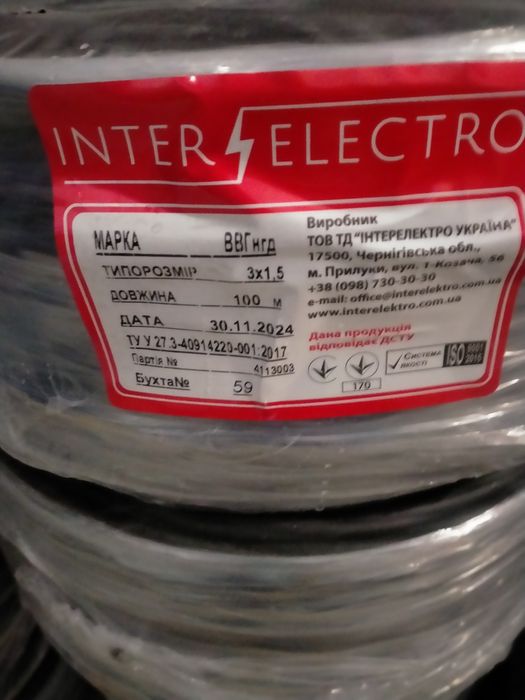 INTER ELECTRO
МАРКА ВВГнгд
ТИПОРОЗМІР 3х1,5
ДОВЖИНА 100 м
ДАТА 30.11.2024
ТУ У 27.3-40914220-001:2017
Партія № 4113003
Бухта№ 59
Виробник
ТОВ ТД "ІНТЕРЕЛЕКТРО УКРАЇНА"
17500, Чернігівська обл.,
м. Прилуки, вул. 1 Козача, 56
+38 (098) 730-30-30
e-mail: office@interelektro.com.ua
www.interelektro.com.ua
Дана продукція
відповідає ДСТУ
170
СИСТЕМА
ЯКОСТІ
ISO 9001
2015